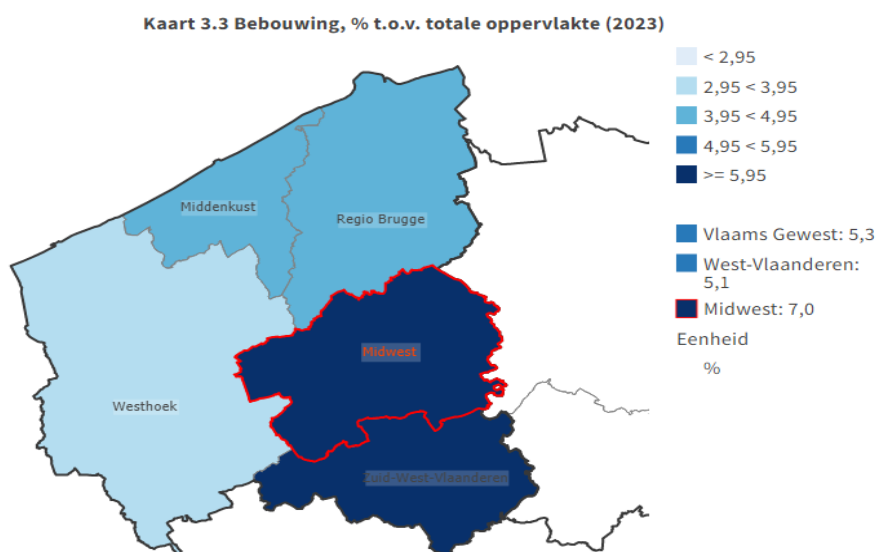 Kaart 3.3 Bebouwing, % t.o.v. totale oppervlakte (2023)
< 2,95
2,95 < 3,95
3,95 < 4,95
4,95 < 5,95
>= 5,95
Vlaams Gewest: 5,3
West-Vlaanderen:
5,1
Midwest: 7,0
Eenheid
%
Middenkust
Regio Brugge
Midwest
Westhoek
Zuid-West-Vlaanderen